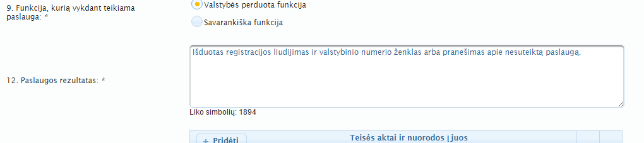 9. Funkcija, kurią vykdant teikiama
paslauga: *
Valstybės perduota funkcija
Savarankiška funkcija
12. Paslaugos rezultatas: *
Išduotas registracijos liudijimas ir valstybinio numerio ženklas arba pranešimas apie nesuteiktą paslaugą.
Liko simbolių: 1894
+ Pridėti
Teisės aktai ir nuorodos į juos